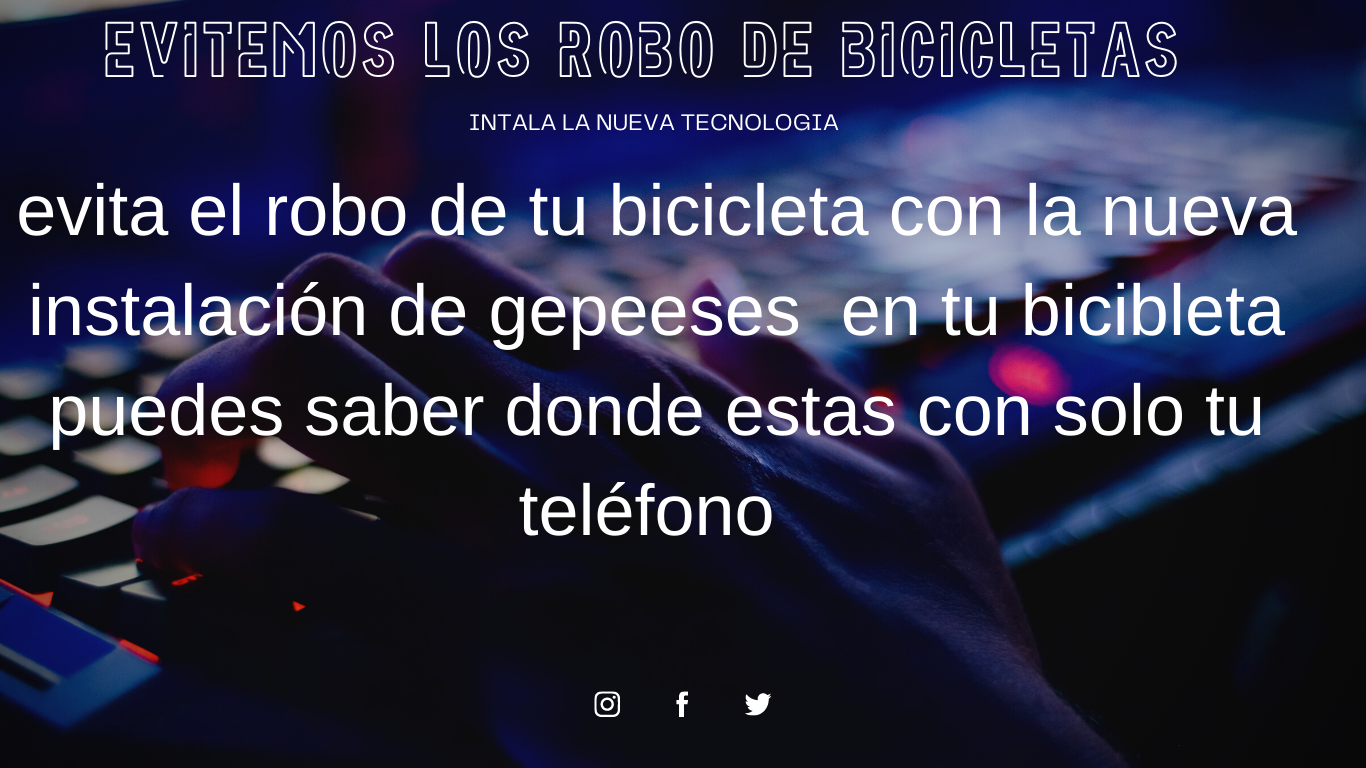 EVITEMOS LOS ROBO DE BICICLETAS
INTALA LA NUEVA TECNOLOGIA
evita el robo de tu bicicleta con la nueva
instalación de gepeeses en tu bicibleta
puedes saber donde estas con solo tu
teléfono